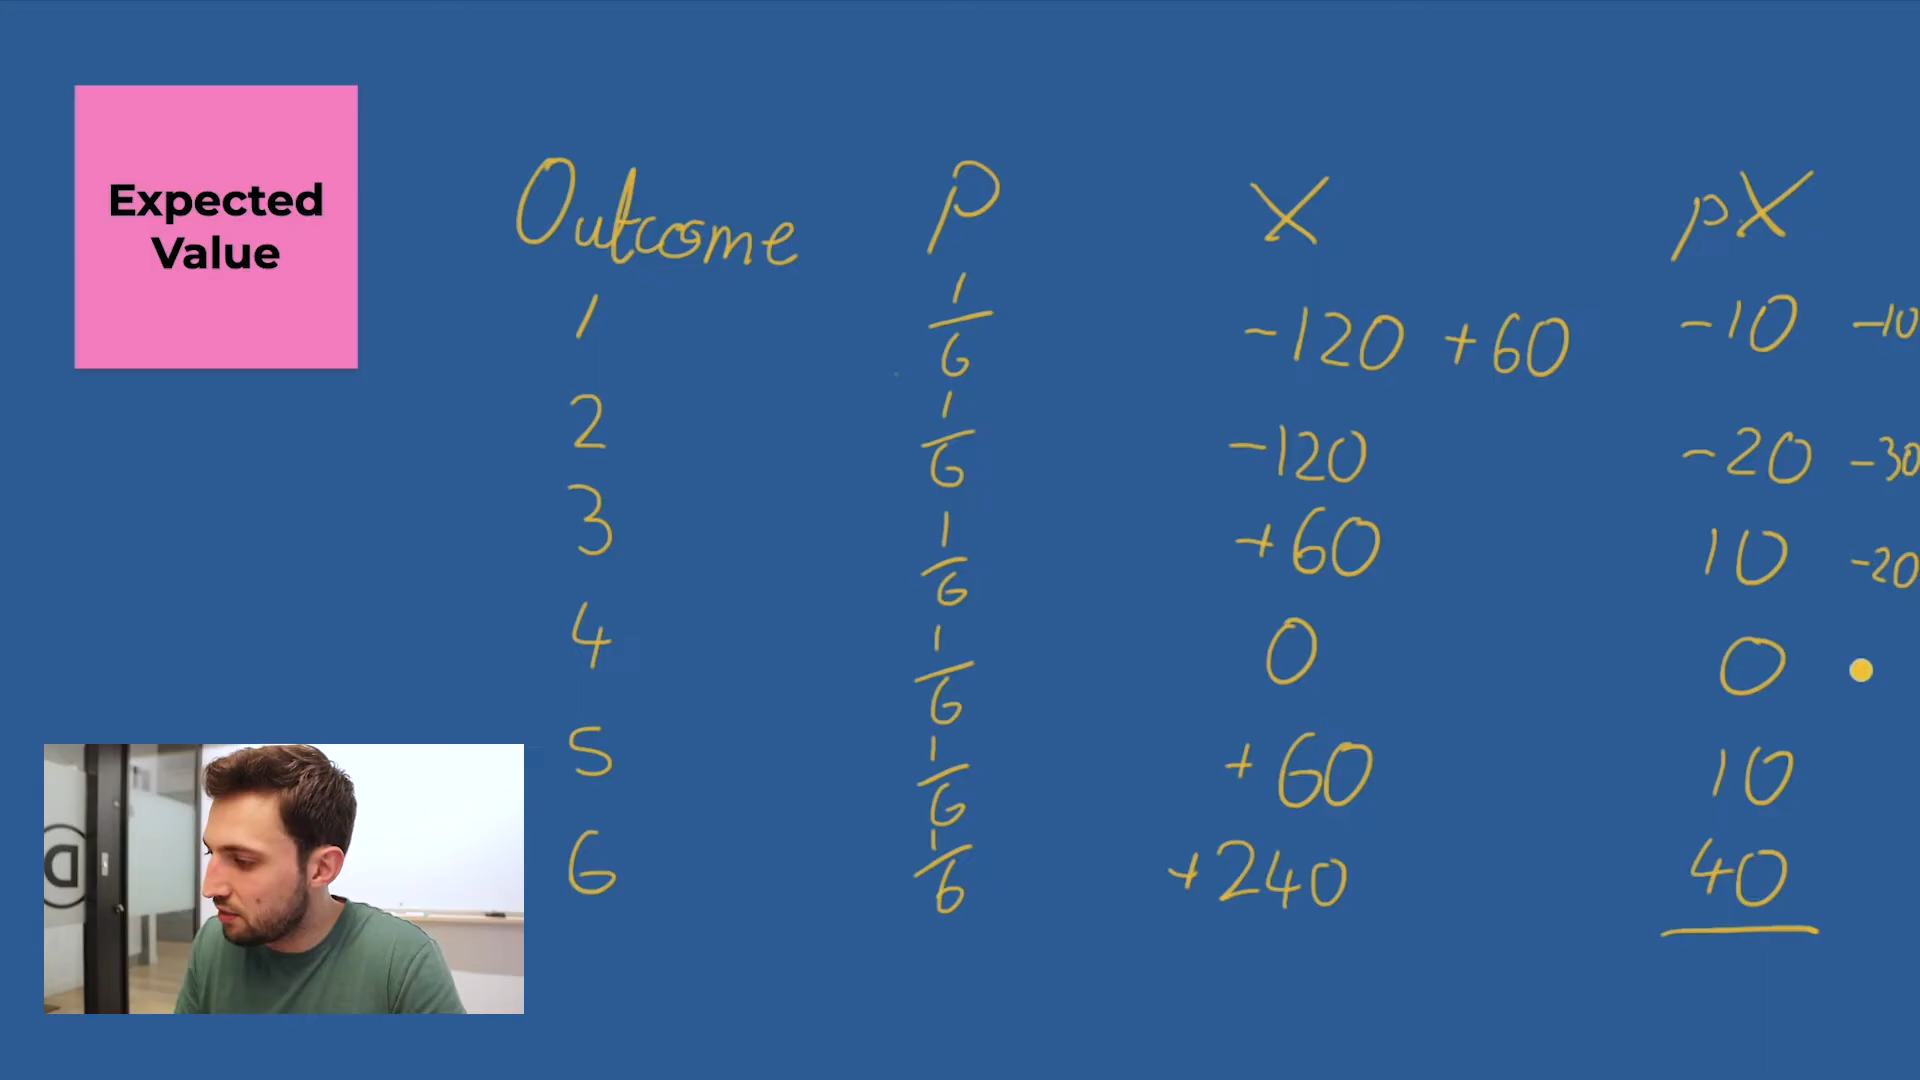 Expected
Value
Outcome p X pX
1 1/6 -120 +60 -10 -10
2 1/6 -120 -20 -30
3 1/6 +60 10 -20
4 1/6 0 0
5 1/6 +60 10
6 1/6 +240 40
D